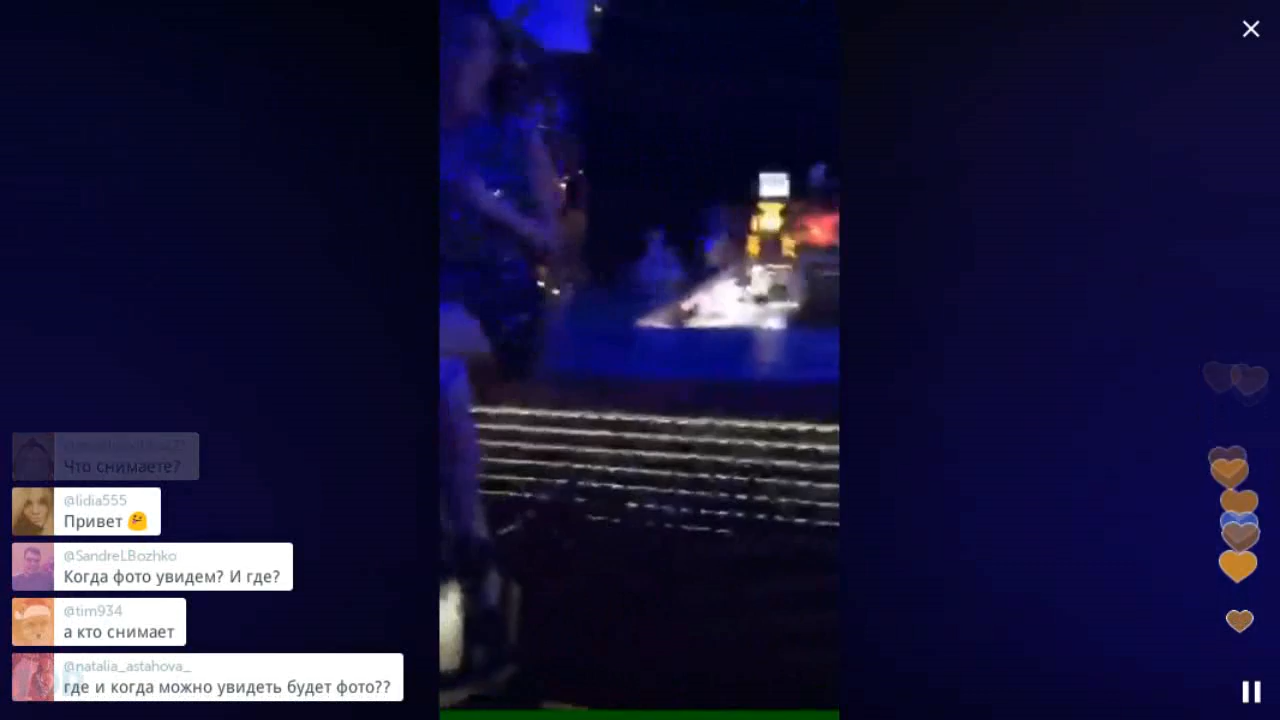 Что снимаете?
@lidia555
Привет
@SandreLBozhko
Когда фото увидем? И где?
@tim934
а кто снимает
@natalia_astahova_
где и когда можно увидеть будет фото??